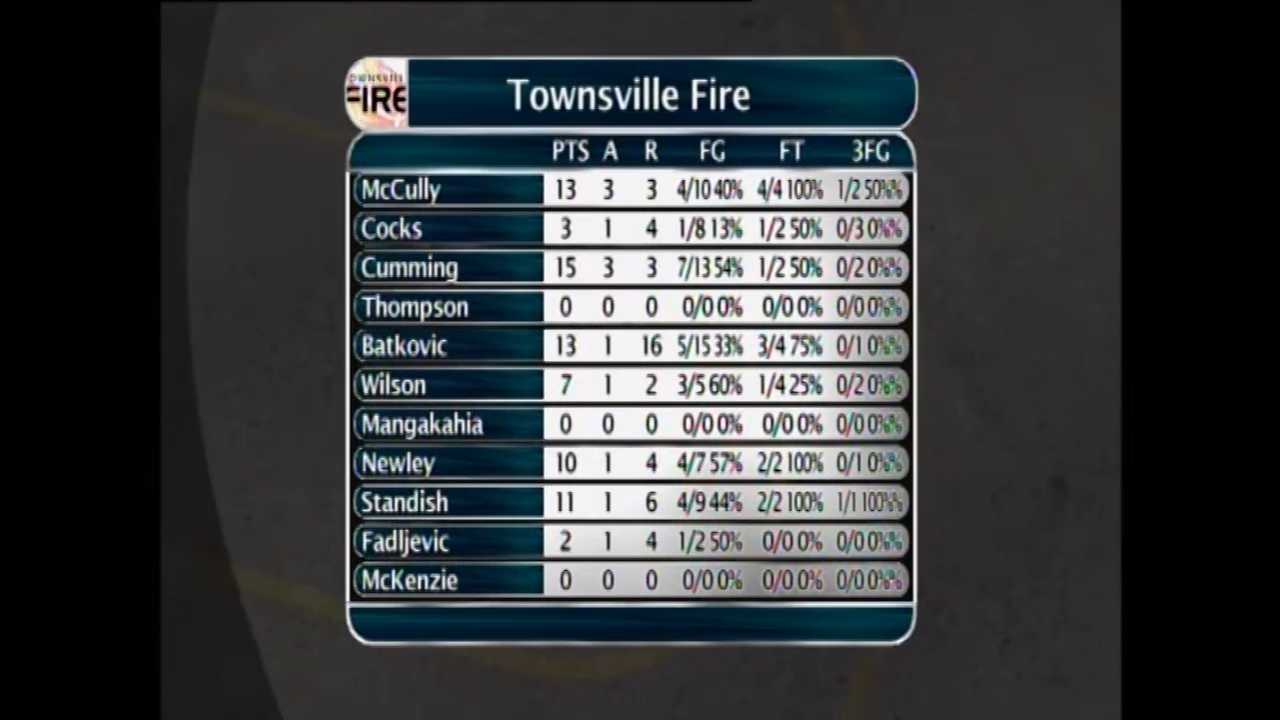 TOWNSVILLE
FIRE
Townsville Fire
PTS A R FG FT 3FG
McCully 13 3 3 4/10 40% 4/4 100% 1/2 50%%
Cocks 3 1 4 1/8 13% 1/2 50% 0/3 0%%
Cumming 15 3 3 7/13 54% 1/2 50% 0/2 0%%
Thompson 0 0 0 0/0 0% 0/0 0% 0/0 0%%
Batkovic 13 1 16 5/15 33% 3/4 75% 0/1 0%%
Wilson 7 1 2 3/5 60% 1/4 25% 0/2 0%%
Mangakahia 0 0 0 0/0 0% 0/0 0% 0/0 0%%
Newley 10 1 4 4/7 57% 2/2 100% 0/1 0%%
Standish 11 1 6 4/9 44% 2/2 100% 1/1 100%%
Fadljevic 2 1 4 1/2 50% 0/0 0% 0/0 0%%
McKenzie 0 0 0 0/0 0% 0/0 0% 0/0 0%%